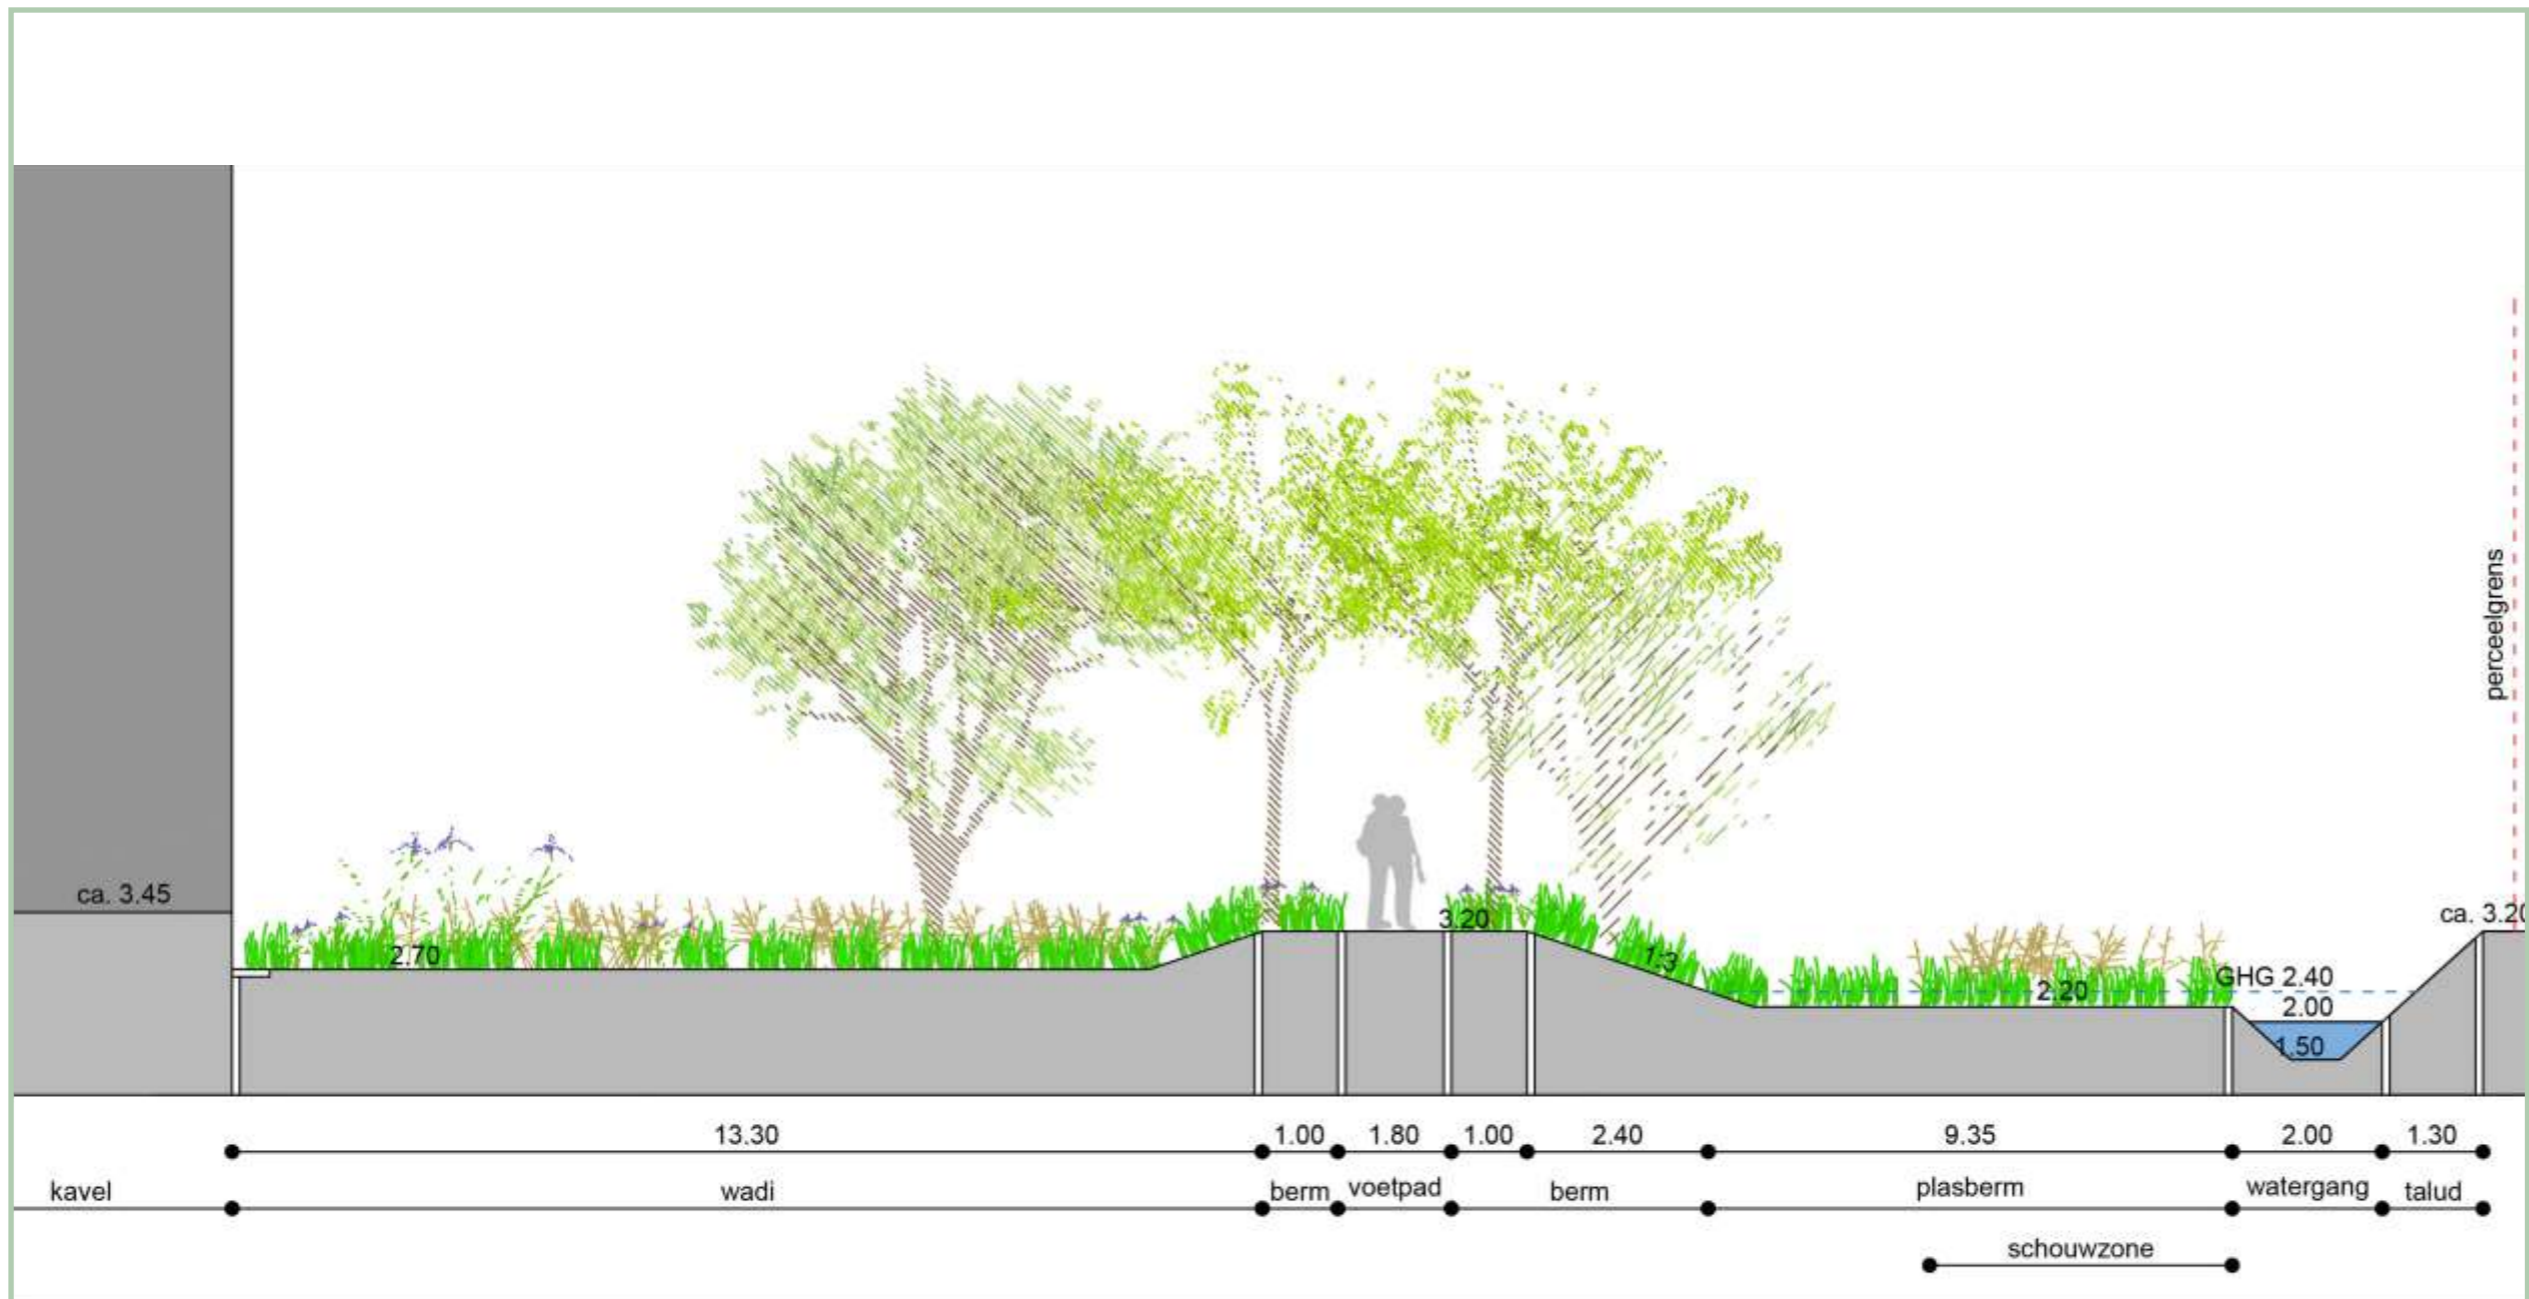 perceelgrens
ca. 3.45
ca. 3.20
3.20
2.70
1:3
GHG 2.40
2.20
2.00
1.50
13.30 1.00 1.80 1.00 2.40 9.35 2.00 1.30
kavel wadi berm voetpad berm plasberm watergang talud
schouwzone